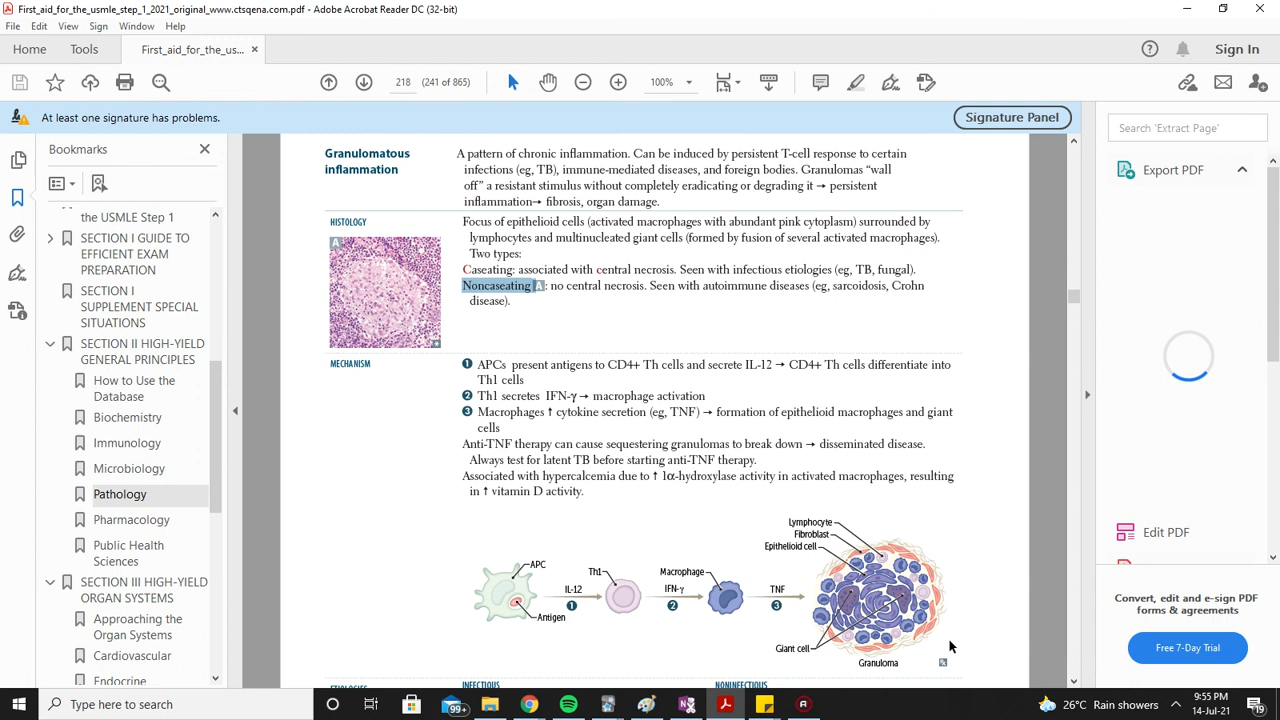 First_aid_for_the_usmle_step_1_2021_original_www.ctsqena.com.pdf - Adobe Acrobat Reader DC (32-bit)
File Edit View Sign Window Help
Home Tools First_aid_for_the_us... × Sign In
218 (241 of 865) 100%
At least one signature has problems. Signature Panel
Bookmarks
the USMLE Step 1
SECTION I GUIDE TO
EFFICIENT EXAM
PREPARATION
SECTION I
SUPPLEMENT SPECIAL
SITUATIONS
SECTION II HIGH-YIELD
GENERAL PRINCIPLES
How to Use the
Database
Biochemistry
Immunology
Microbiology
Pathology
Pharmacology
Public Health
Sciences
SECTION III HIGH-YIELD
ORGAN SYSTEMS
Approaching the
Organ Systems
Cardiovascular
Endocrine
Granulomatous
inflammation
A pattern of chronic inflammation. Can be induced by persistent T-cell response to certain
infections (eg, TB), immune-mediated diseases, and foreign bodies. Granulomas “wall
off” a resistant stimulus without completely eradicating or degrading it → persistent
inflammation→ fibrosis, organ damage.
HISTOLOGY
A
Focus of epithelioid cells (activated macrophages with abundant pink cytoplasm) surrounded by
lymphocytes and multinucleated giant cells (formed by fusion of several activated macrophages).
Two types:
Caseating: associated with central necrosis. Seen with infectious etiologies (eg, TB, fungal).
Noncaseating A: no central necrosis. Seen with autoimmune diseases (eg, sarcoidosis, Crohn
disease).
MECHANISM
1 APCs present antigens to CD4+ Th cells and secrete IL-12 → CD4+ Th cells differentiate into
Th1 cells
2 Th1 secretes IFN-γ → macrophage activation
3 Macrophages ↑ cytokine secretion (eg, TNF) → formation of epithelioid macrophages and giant
cells
Anti-TNF therapy can cause sequestering granulomas to break down → disseminated disease.
Always test for latent TB before starting anti-TNF therapy.
Associated with hypercalcemia due to ↑ 1α-hydroxylase activity in activated macrophages, resulting
in ↑ vitamin D activity.
APC
Antigen
IL-12
1
Th1
IFN-γ
2
Macrophage
TNF
3
Lymphocyte
Fibroblast
Epithelioid cell
Giant cell
Granuloma
ETIOLOGIES INFECTIOUS NONINFECTIOUS
Search 'Extract Page'
Export PDF
Edit PDF
Convert, edit and e-sign PDF
forms & agreements
Free 7-Day Trial
Type here to search
99+
26°C Rain showers
9:55 PM
14-Jul-21